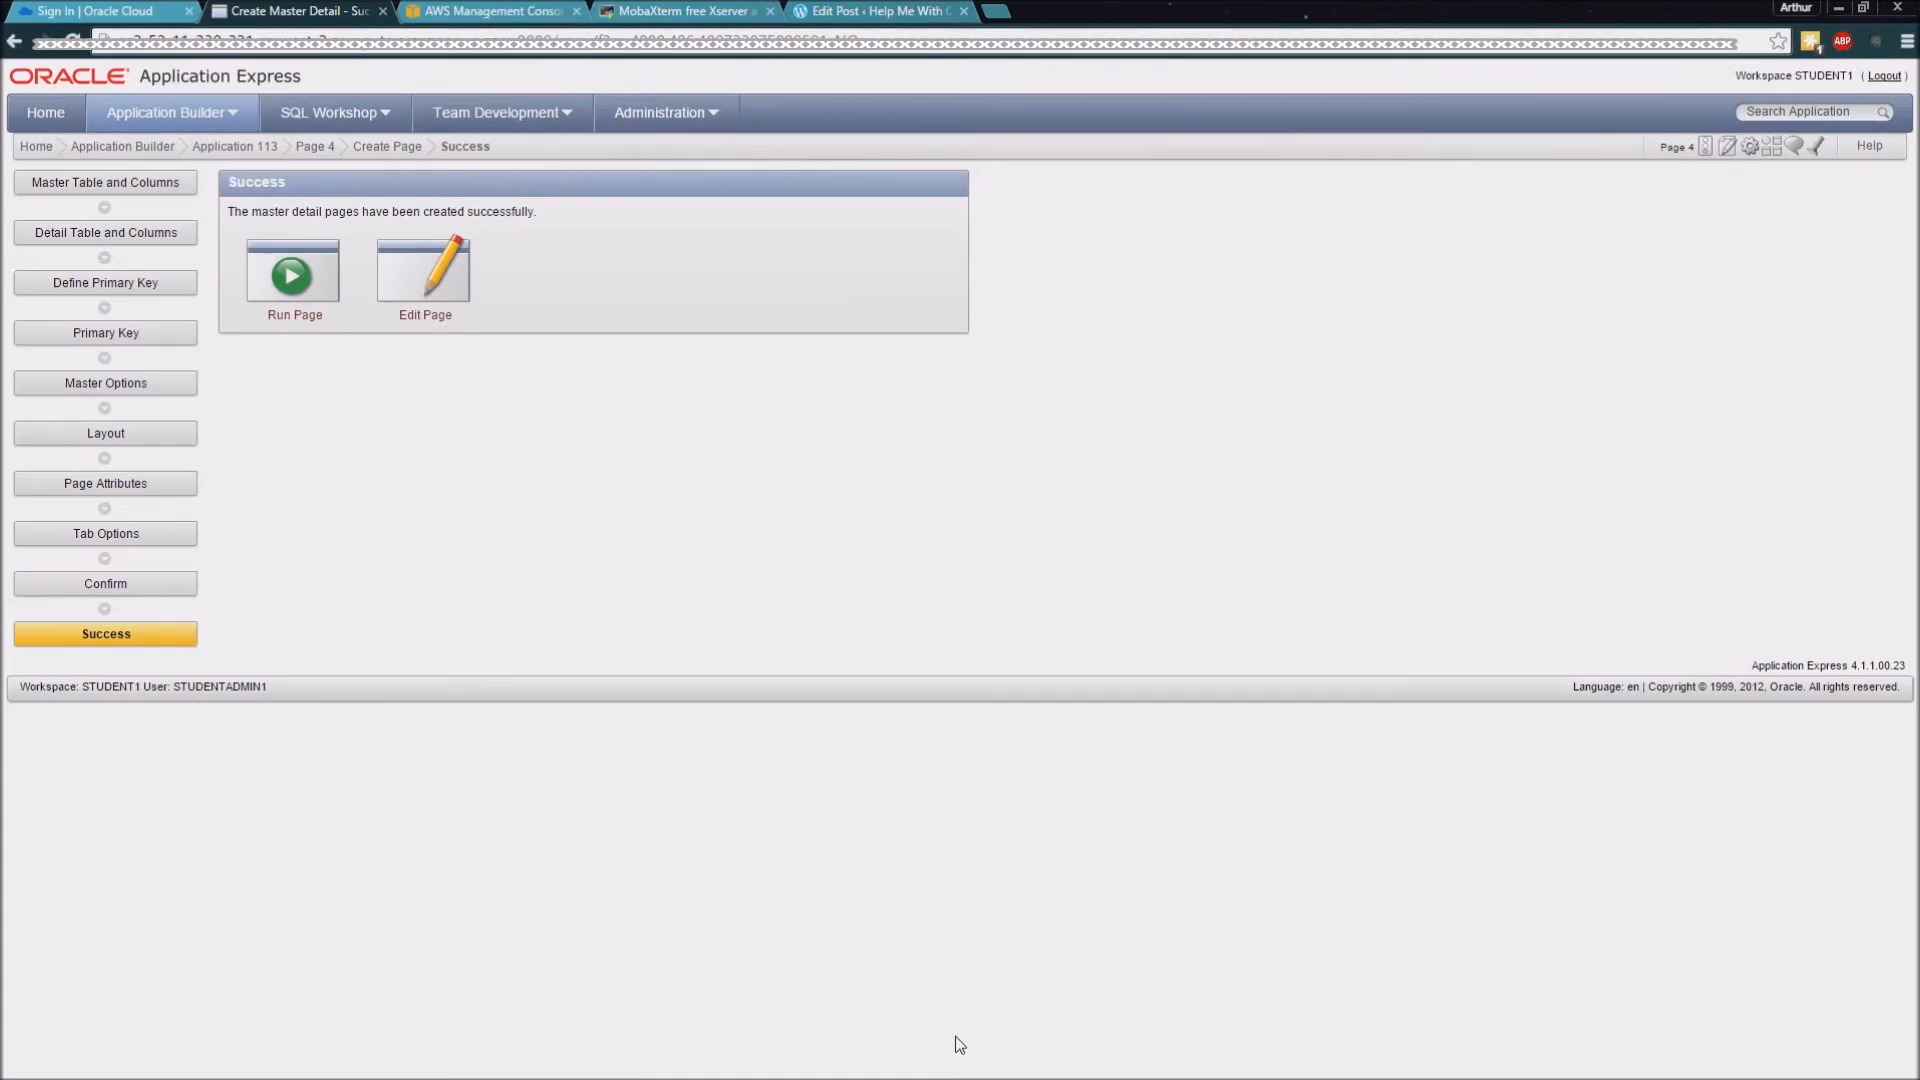 Sign In | Oracle Cloud
Create Master Detail - Suc
AWS Management Consol
MobaXterm free Xserver a
Edit Post ‹ Help Me With O
Arthur
ABP
ORACLE Application Express
Workspace STUDENT1 ( Logout )
Home
Application Builder
SQL Workshop
Team Development
Administration
Search Application
Home
Application Builder
Application 113
Page 4
Create Page
Success
Page 4
Help
Master Table and Columns
Detail Table and Columns
Define Primary Key
Primary Key
Master Options
Layout
Page Attributes
Tab Options
Confirm
Success
Success
The master detail pages have been created successfully.
Run Page
Edit Page
Application Express 4.1.1.00.23
Workspace: STUDENT1 User: STUDENTADMIN1
Language: en | Copyright © 1999, 2012, Oracle. All rights reserved.